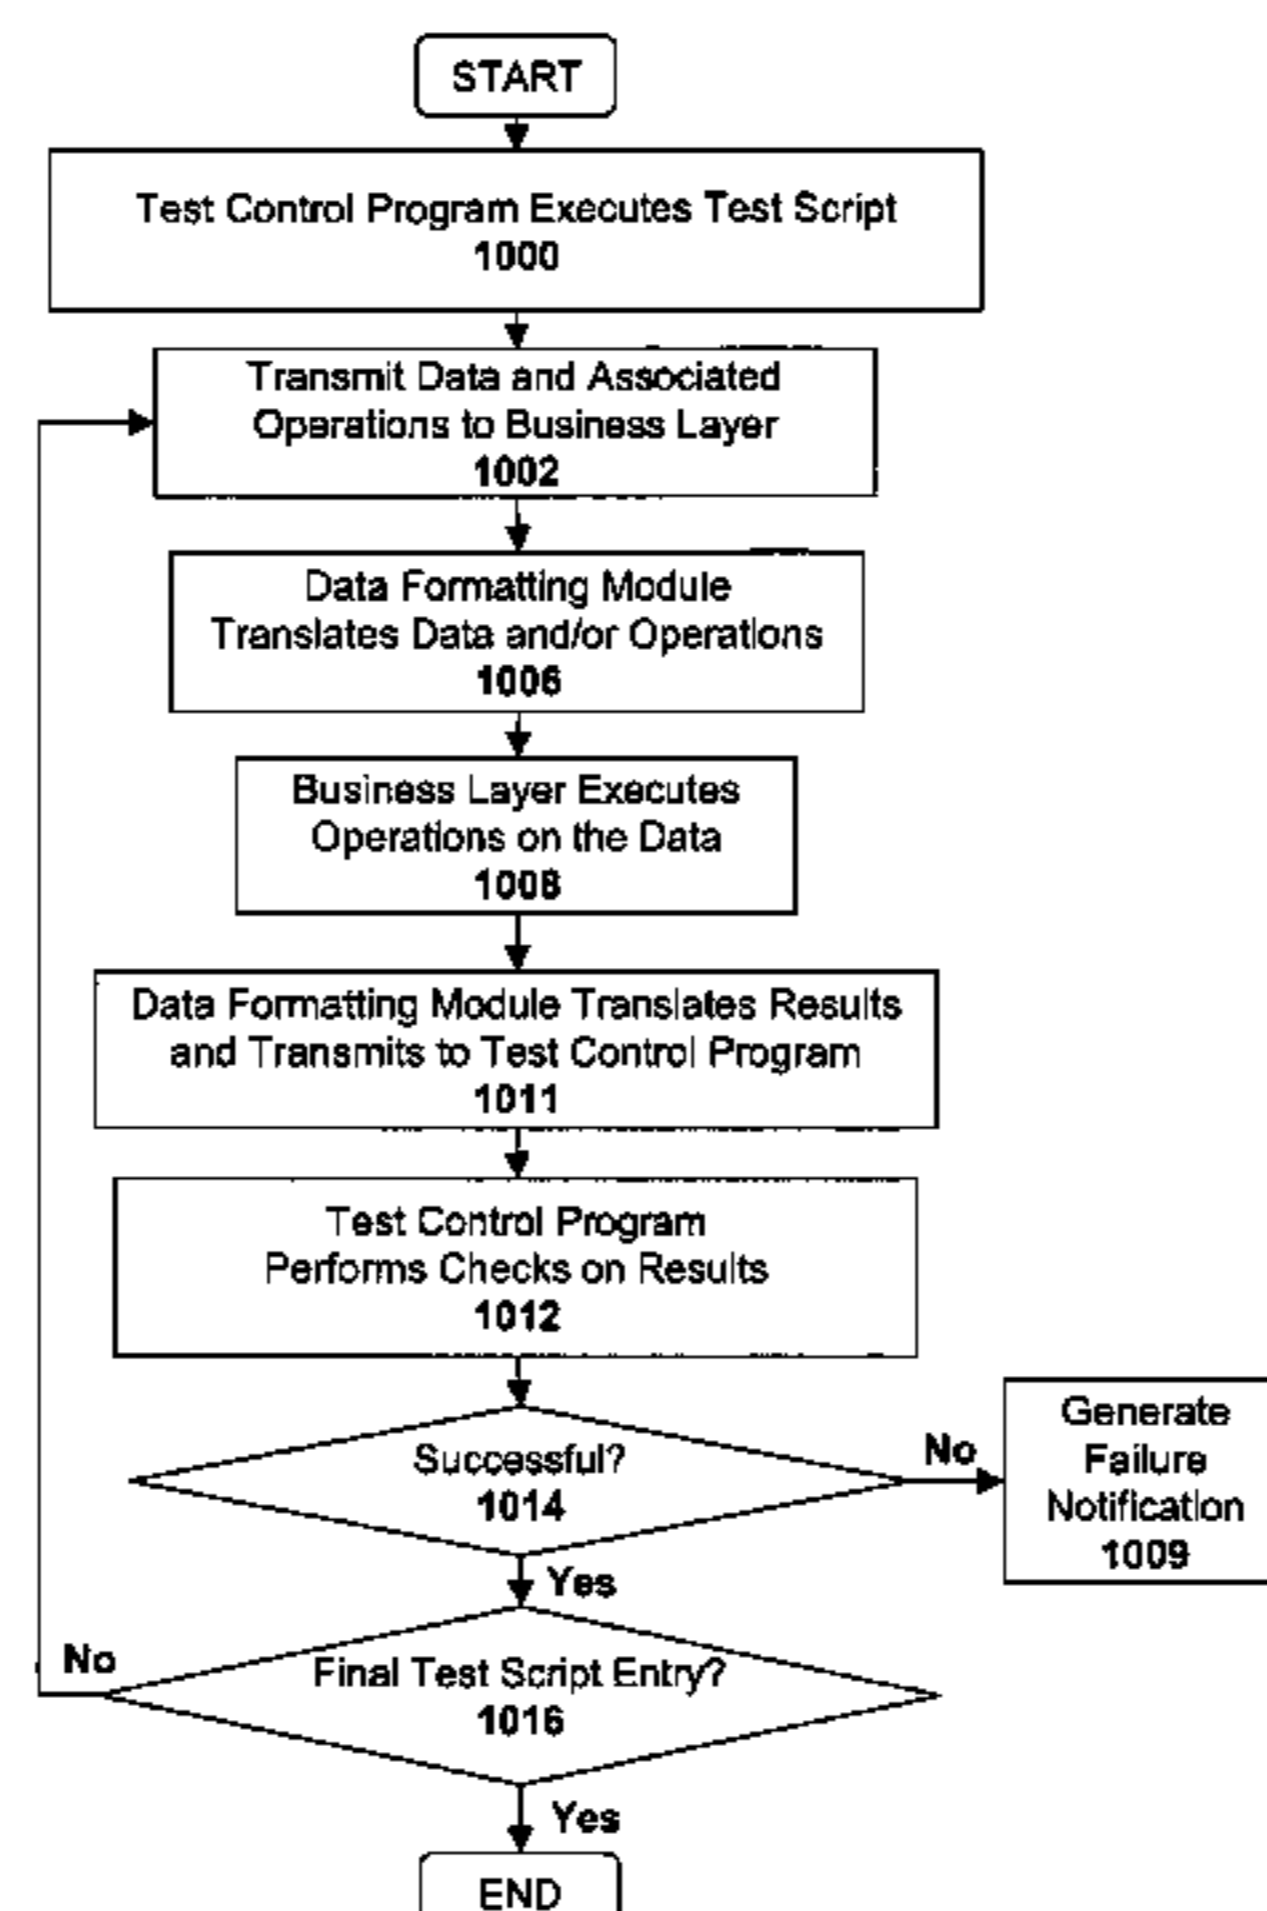 START
Test Control Program Executes Test Script
1000
Transmit Data and Associated
Operations to Business Layer
1002
Data Formatting Module
Translates Data and/or Operations
1006
Business Layer Executes
Operations on the Data
1008
Data Formatting Module Translates Results
and Transmits to Test Control Program
1011
Test Control Program
Performs Checks on Results
1012
Successful?
1014
No
Generate
Failure
Notification
1009
Yes
No
Final Test Script Entry?
1016
Yes
END